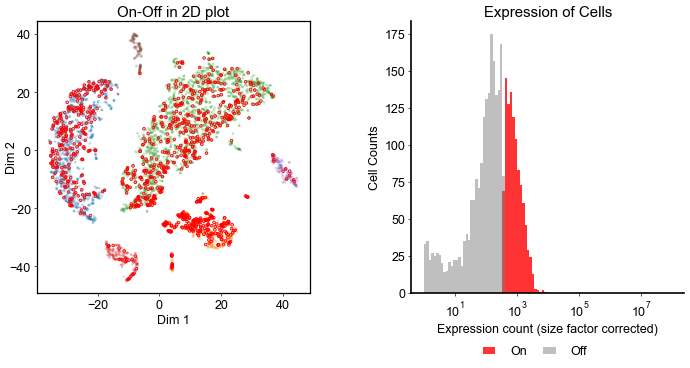 On-Off in 2D plot
40
20
0
−20
−40
Dim 2
−20 0 20 40
Dim 1
Expression of Cells
175
150
125
100
75
50
25
0
Cell Counts
10^1 10^3 10^5 10^7
Expression count (size factor corrected)
On Off